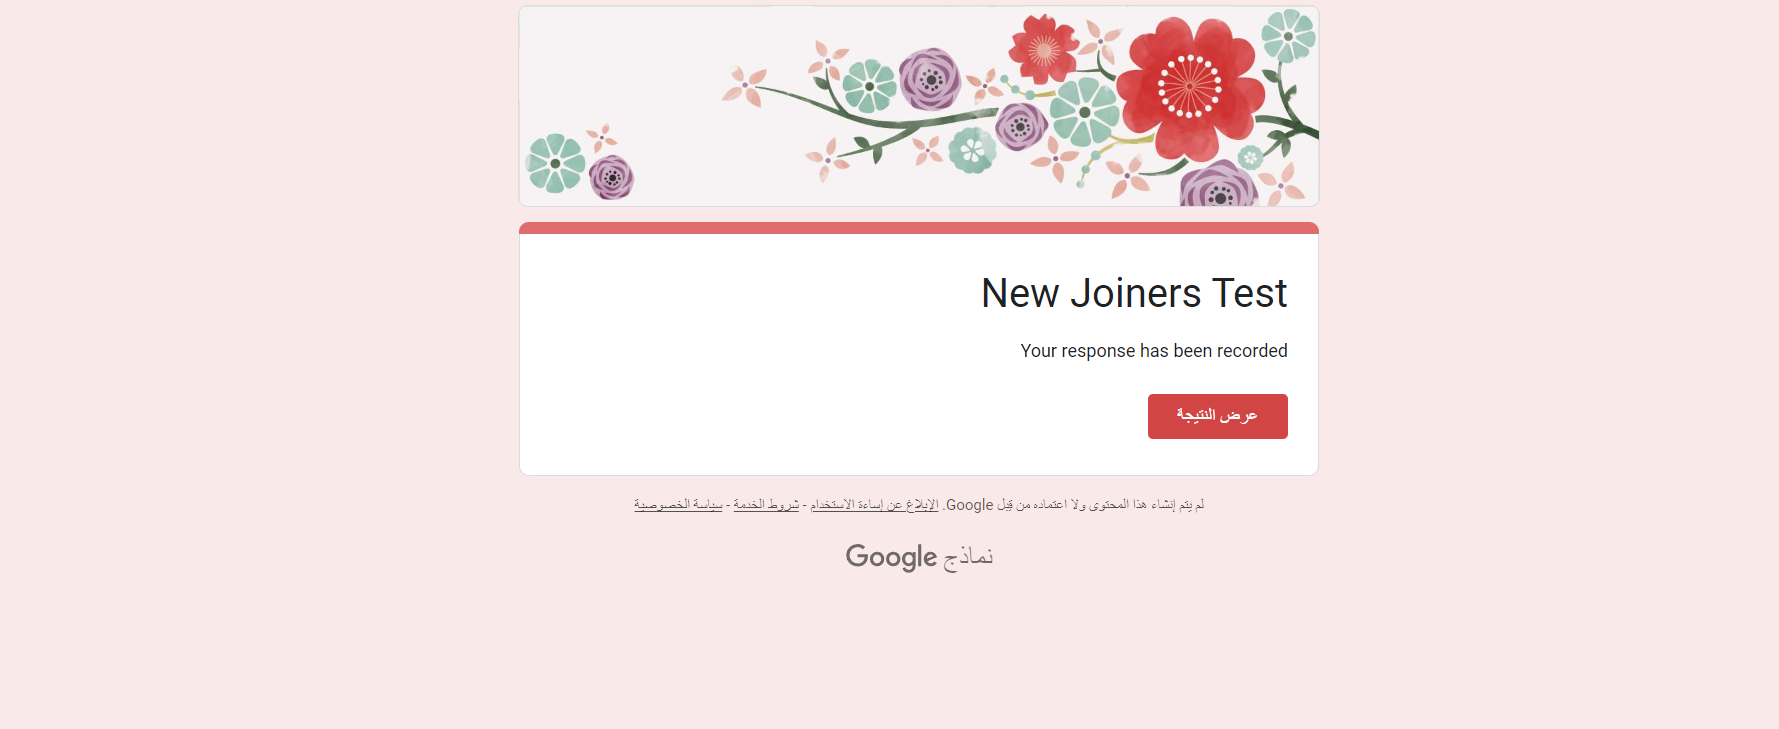 New Joiners Test
Your response has been recorded
عرض النتيجة
لم يتم إنشاء هذا المحتوى ولا اعتماده من قِبل Google. الإبلاغ عن إساءة الاستخدام - شروط الخدمة - سياسة الخصوصية
نماذج Google